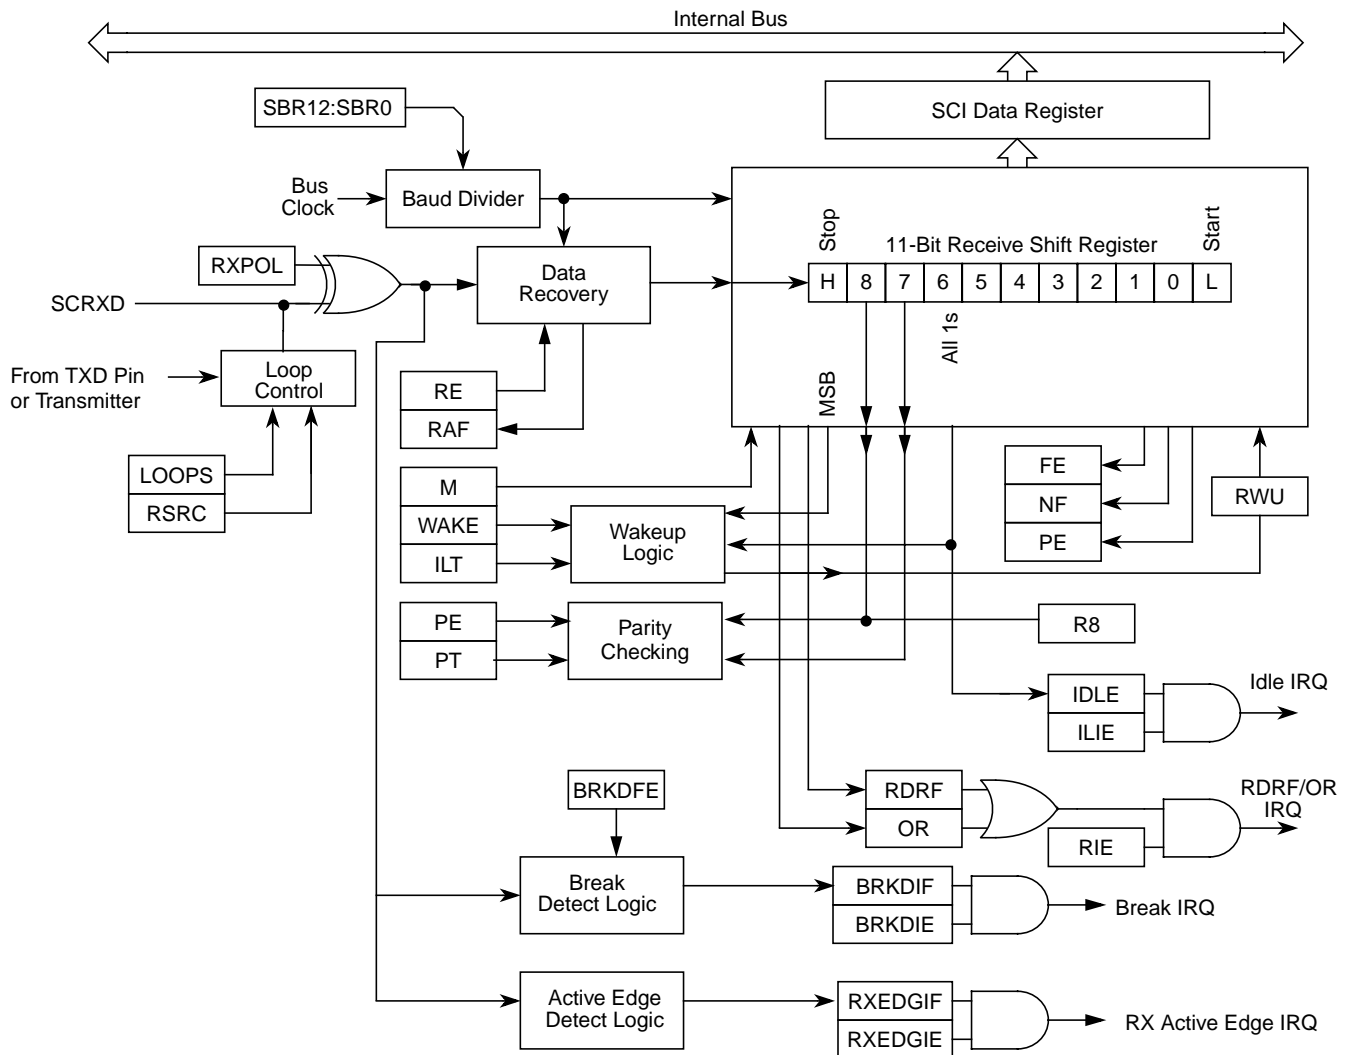 Internal Bus
SBR12:SBR0
SCI Data Register
Bus
Clock
Baud Divider
Stop
11-Bit Receive Shift Register
Start
RXPOL
Data
Recovery
H 8 7 6 5 4 3 2 1 0 L
SCRXD
All 1s
From TXD Pin
or Transmitter
Loop
Control
RE
RAF
MSB
LOOPS
RSRC
M
WAKE
ILT
Wakeup
Logic
FE
NF
PE
RWU
PE
PT
Parity
Checking
R8
IDLE
ILIE
Idle IRQ
BRKDFE
RDRF
OR
RIE
RDRF/OR
IRQ
Break
Detect Logic
BRKDIF
BRKDIE
Break IRQ
Active Edge
Detect Logic
RXEDGIF
RXEDGIE
RX Active Edge IRQ